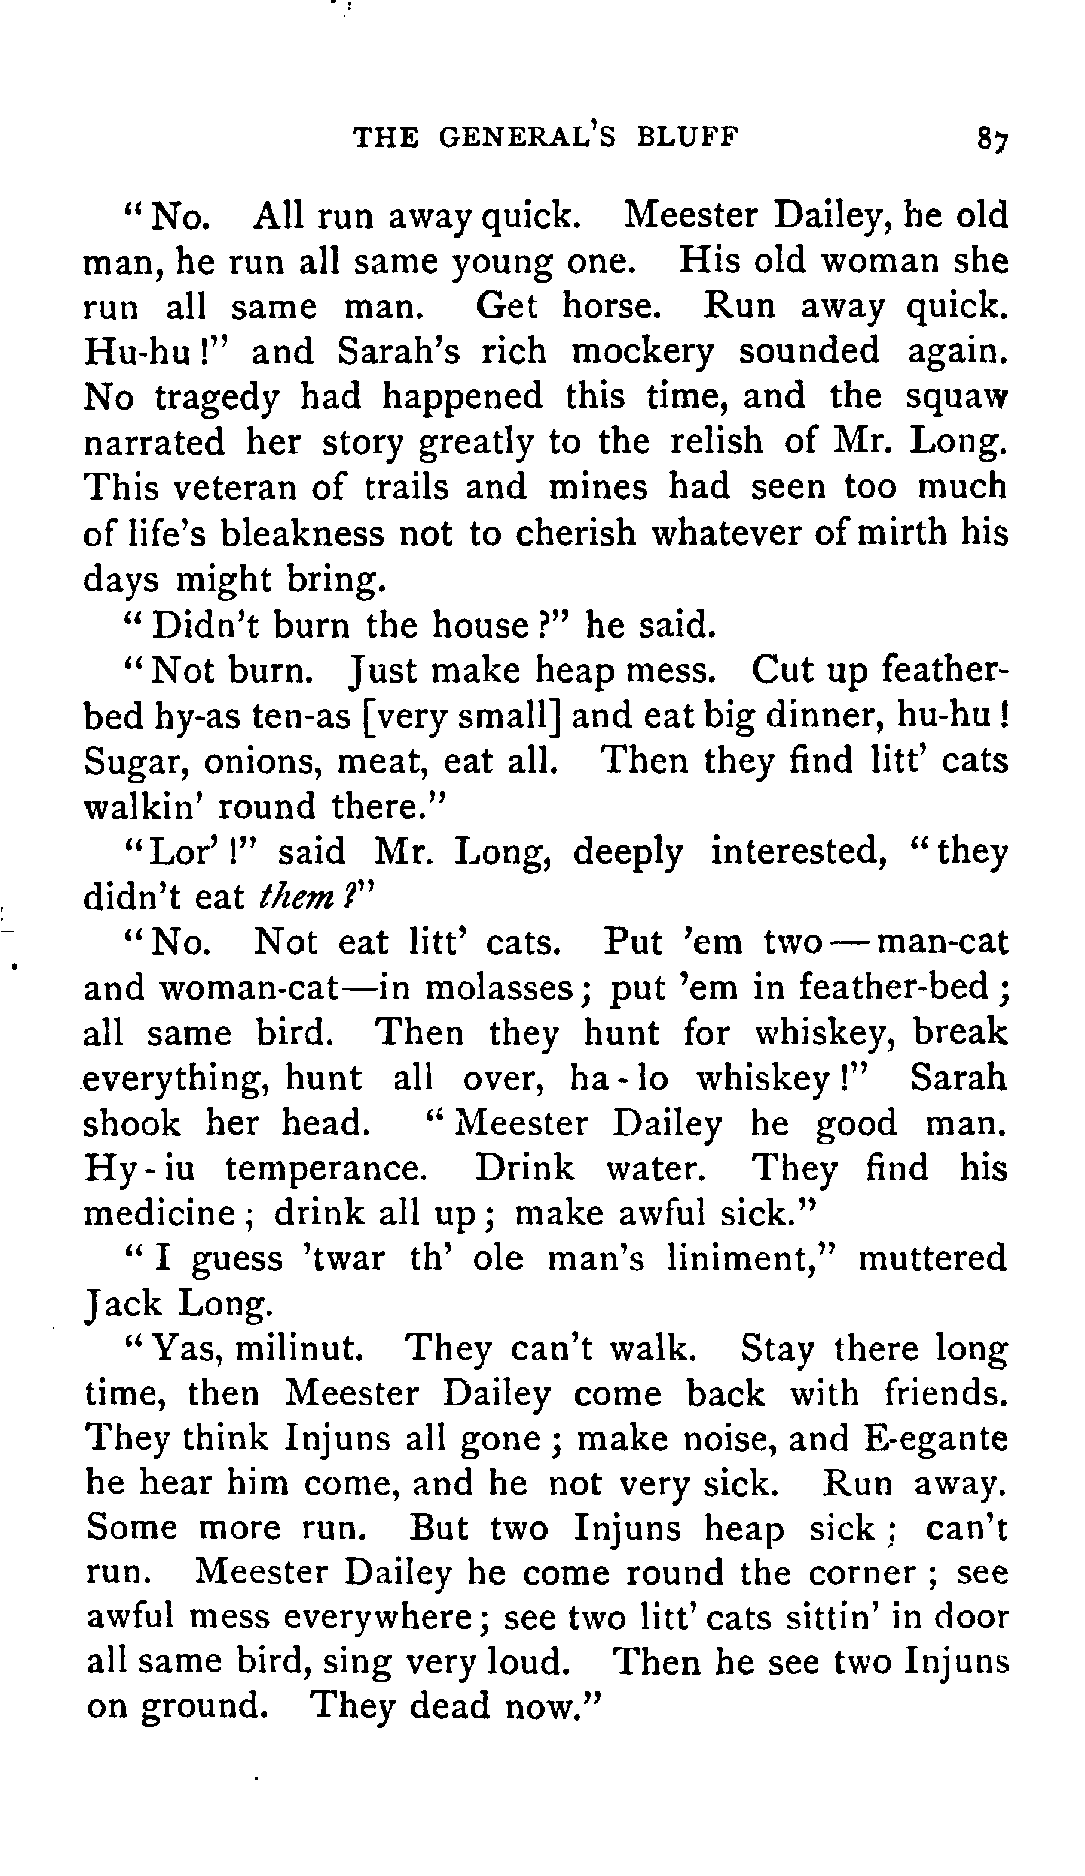 THE GENERAL'S BLUFF 87
"No. All run away quick. Meester Dailey, he old
man, he run all same young one. His old woman she
run all same man. Get horse. Run away quick.
Hu-hu!" and Sarah's rich mockery sounded again.
No tragedy had happened this time, and the squaw
narrated her story greatly to the relish of Mr. Long.
This veteran of trails and mines had seen too much
of life's bleakness not to cherish whatever of mirth his
days might bring.
"Didn't burn the house?" he said.
"Not burn. Just make heap mess. Cut up feather-
bed hy-as ten-as [very small] and eat big dinner, hu-hu!
Sugar, onions, meat, eat all. Then they find litt' cats
walkin' round there."
"Lor'!" said Mr. Long, deeply interested, "they
didn't eat them?"
"No. Not eat litt' cats. Put 'em two—man-cat
and woman-cat—in molasses; put 'em in feather-bed;
all same bird. Then they hunt for whiskey, break
everything, hunt all over, ha-lo whiskey!" Sarah
shook her head. "Meester Dailey he good man.
Hy-iu temperance. Drink water. They find his
medicine; drink all up; make awful sick."
"I guess 'twar th' ole man's liniment," muttered
Jack Long.
"Yas, milinut. They can't walk. Stay there long
time, then Meester Dailey come back with friends.
They think Injuns all gone; make noise, and E-egante
he hear him come, and he not very sick. Run away.
Some more run. But two Injuns heap sick; can't
run. Meester Dailey he come round the corner; see
awful mess everywhere; see two litt' cats sittin' in door
all same bird, sing very loud. Then he see two Injuns
on ground. They dead now."